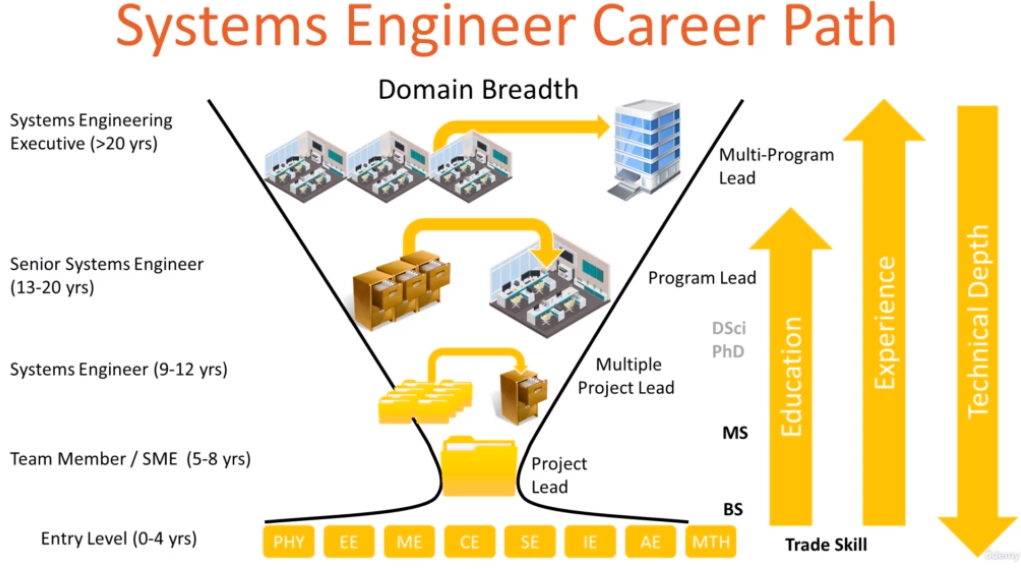 Systems Engineer Career Path
Domain Breadth
Systems Engineering
Executive (>20 yrs)
Multi-Program
Lead
Senior Systems Engineer
(13-20 yrs)
Program Lead
DSci
PhD
Systems Engineer (9-12 yrs)
Multiple
Project Lead
MS
Team Member / SME (5-8 yrs)
Project
Lead
BS
Entry Level (0-4 yrs)
PHY
EE
ME
CE
SE
IE
AE
MTH
Trade Skill
Education
Experience
Technical Depth
ûdemy